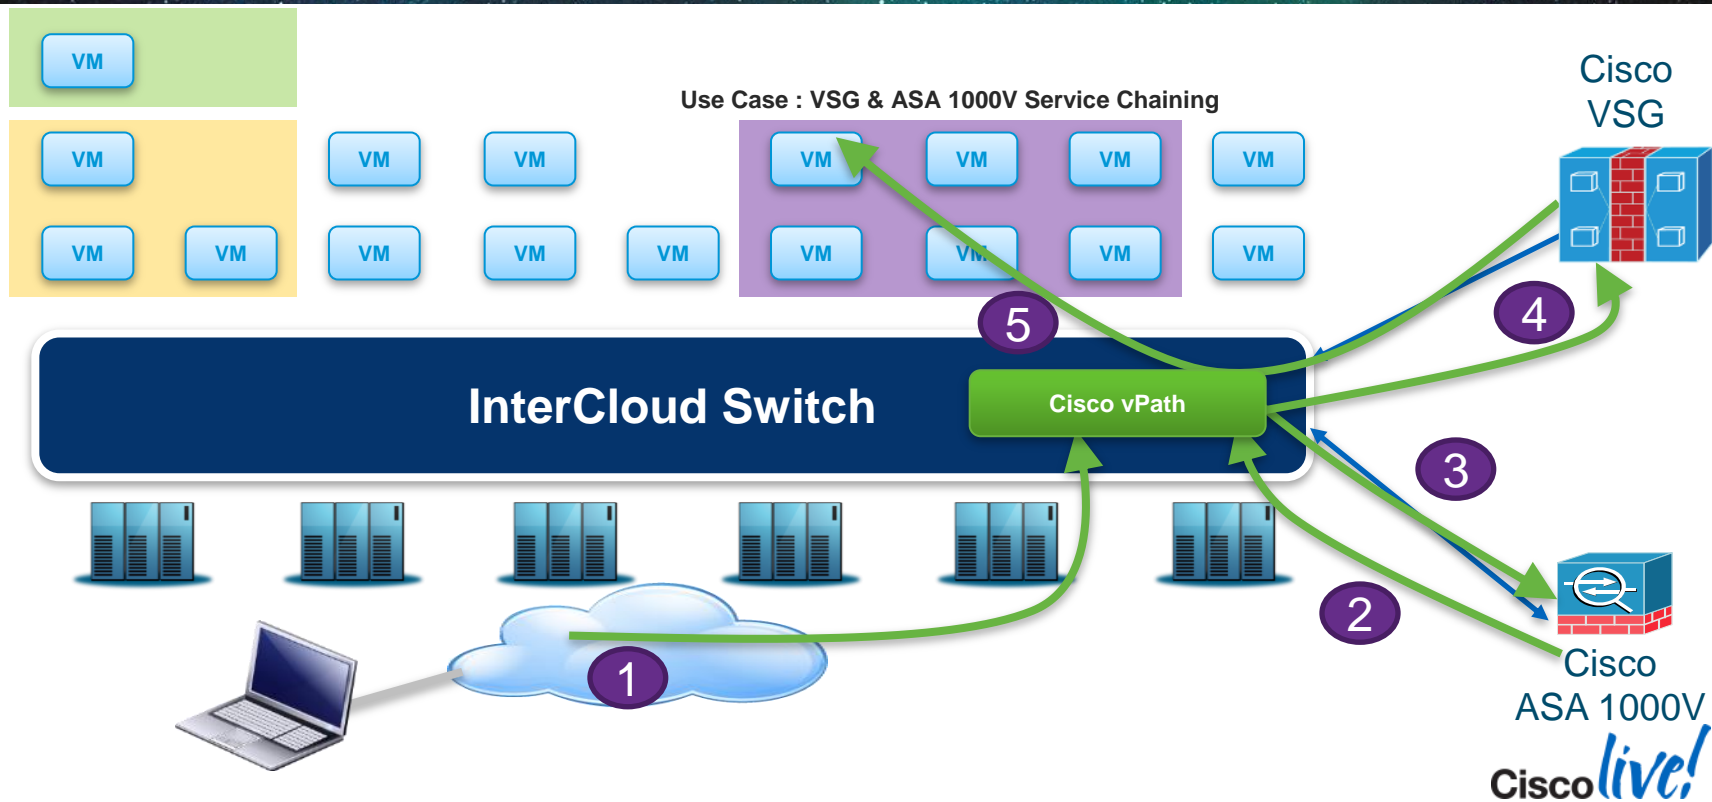 VM
Cisco
VSG
Use Case : VSG & ASA 1000V Service Chaining
VM VM VM VM VM VM VM
VM VM VM VM VM VM VM VM VM
5
4
InterCloud Switch
Cisco vPath
3
2
1
Cisco
ASA 1000V
Cisco live!